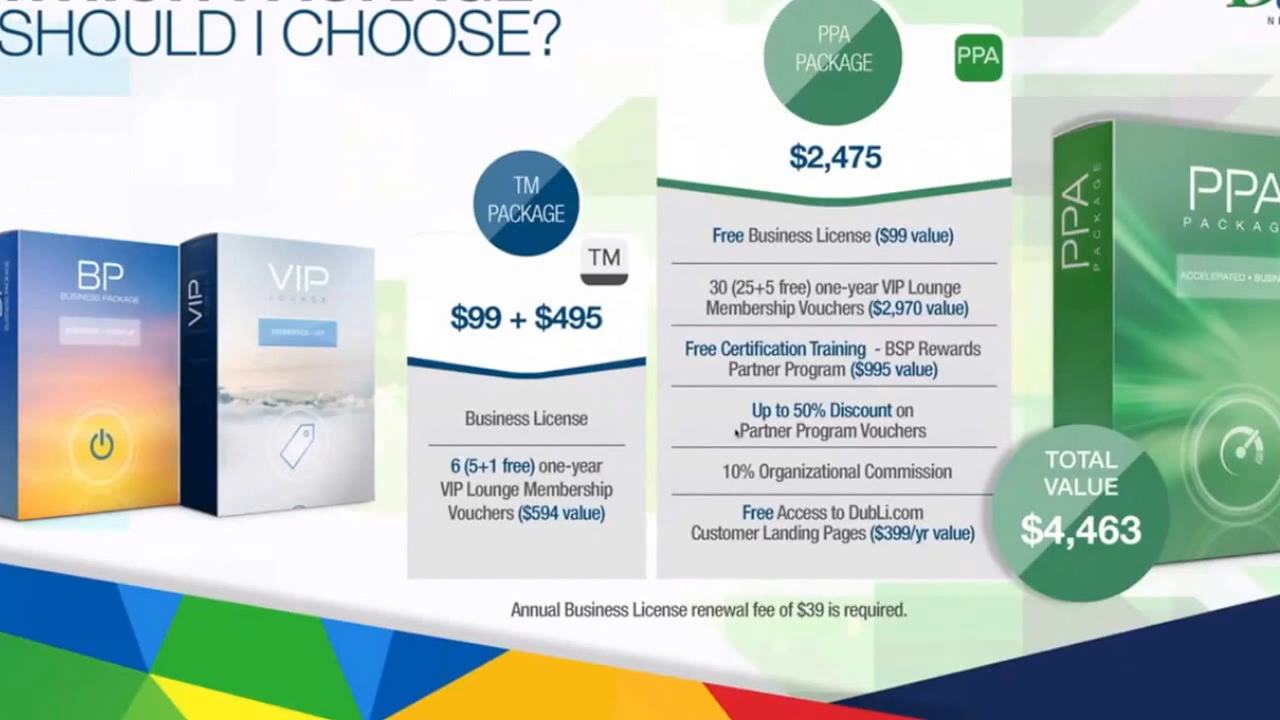 SHOULD I CHOOSE?
BP
BUSINESS PACKAGE
VIP
VIP
LOUNGE
TM
PACKAGE
TM
$99 + $495
Business License
6 (5+1 free) one-year
VIP Lounge Membership
Vouchers ($594 value)
PPA
PACKAGE
PPA
$2,475
Free Business License ($99 value)
30 (25+5 free) one-year VIP Lounge
Membership Vouchers ($2,970 value)
Free Certification Training - BSP Rewards
Partner Program ($995 value)
Up to 50% Discount on
Partner Program Vouchers
10% Organizational Commission
Free Access to DubLi.com
Customer Landing Pages ($399/yr value)
PPA
PACKAGE
PPA
PACKAG
TOTAL
VALUE
$4,463
Annual Business License renewal fee of $39 is required.